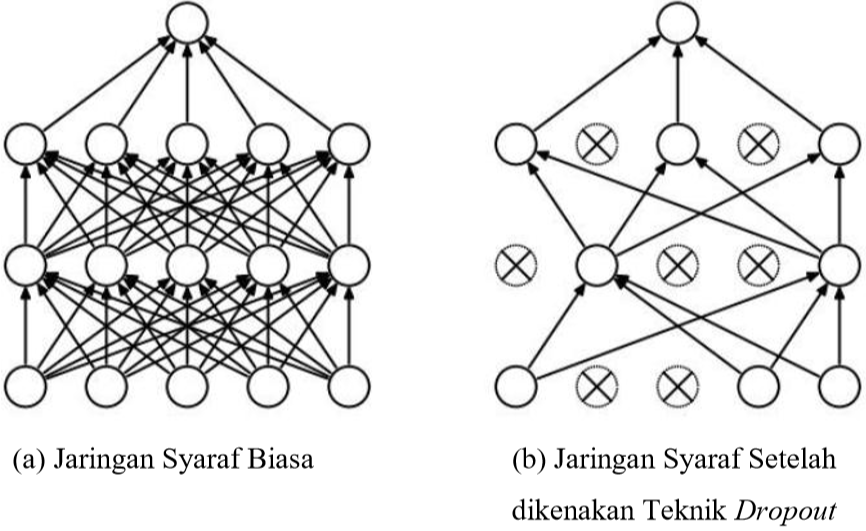 (a) Jaringan Syaraf Biasa
(b) Jaringan Syaraf Setelah
dikenakan Teknik Dropout